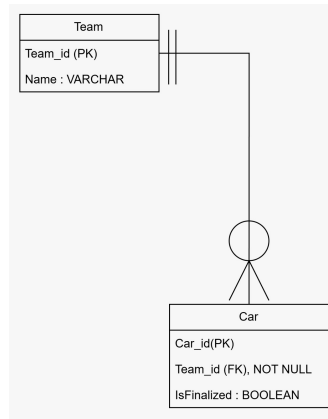 Team
Team_id (PK)
Name : VARCHAR
Car
Car_id(PK)
Team_id (FK), NOT NULL
IsFinalized : BOOLEAN